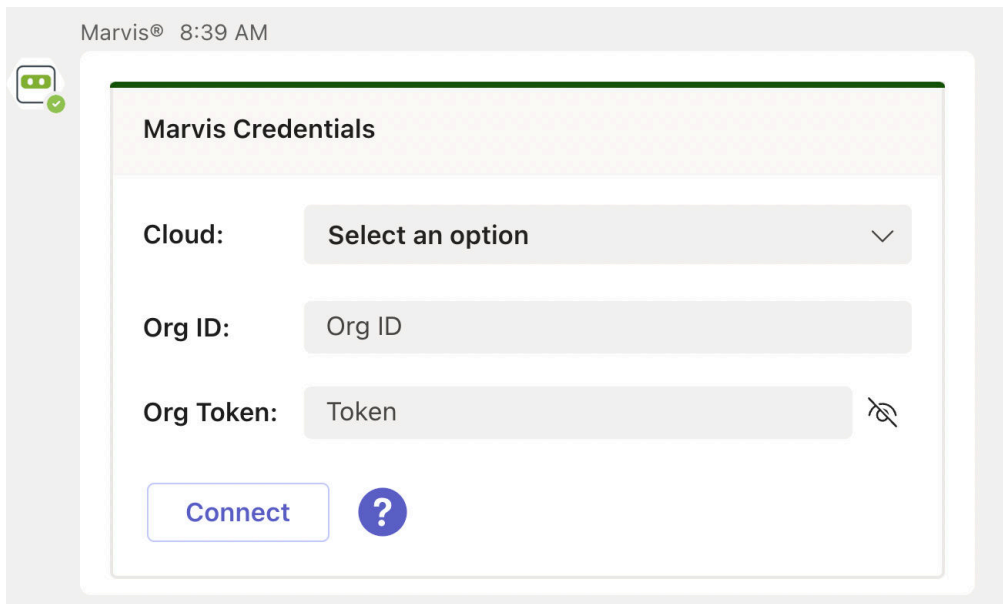 Marvis® 8:39 AM
Marvis Credentials
Cloud: Select an option
Org ID: Org ID
Org Token: Token
Connect ?